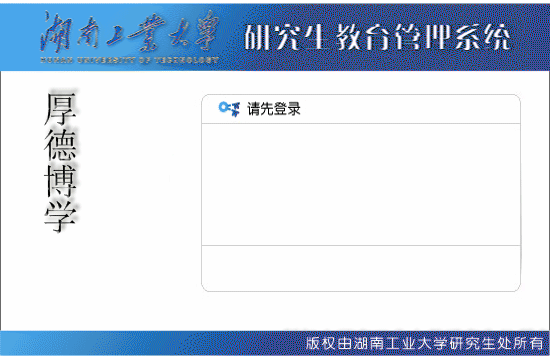 湖南工业大学 研究生教育管理系统
HUNAN UNIVERSITY OF TECHNOLOGY
厚德博学
请先登录
版权由湖南工业大学研究生处所有